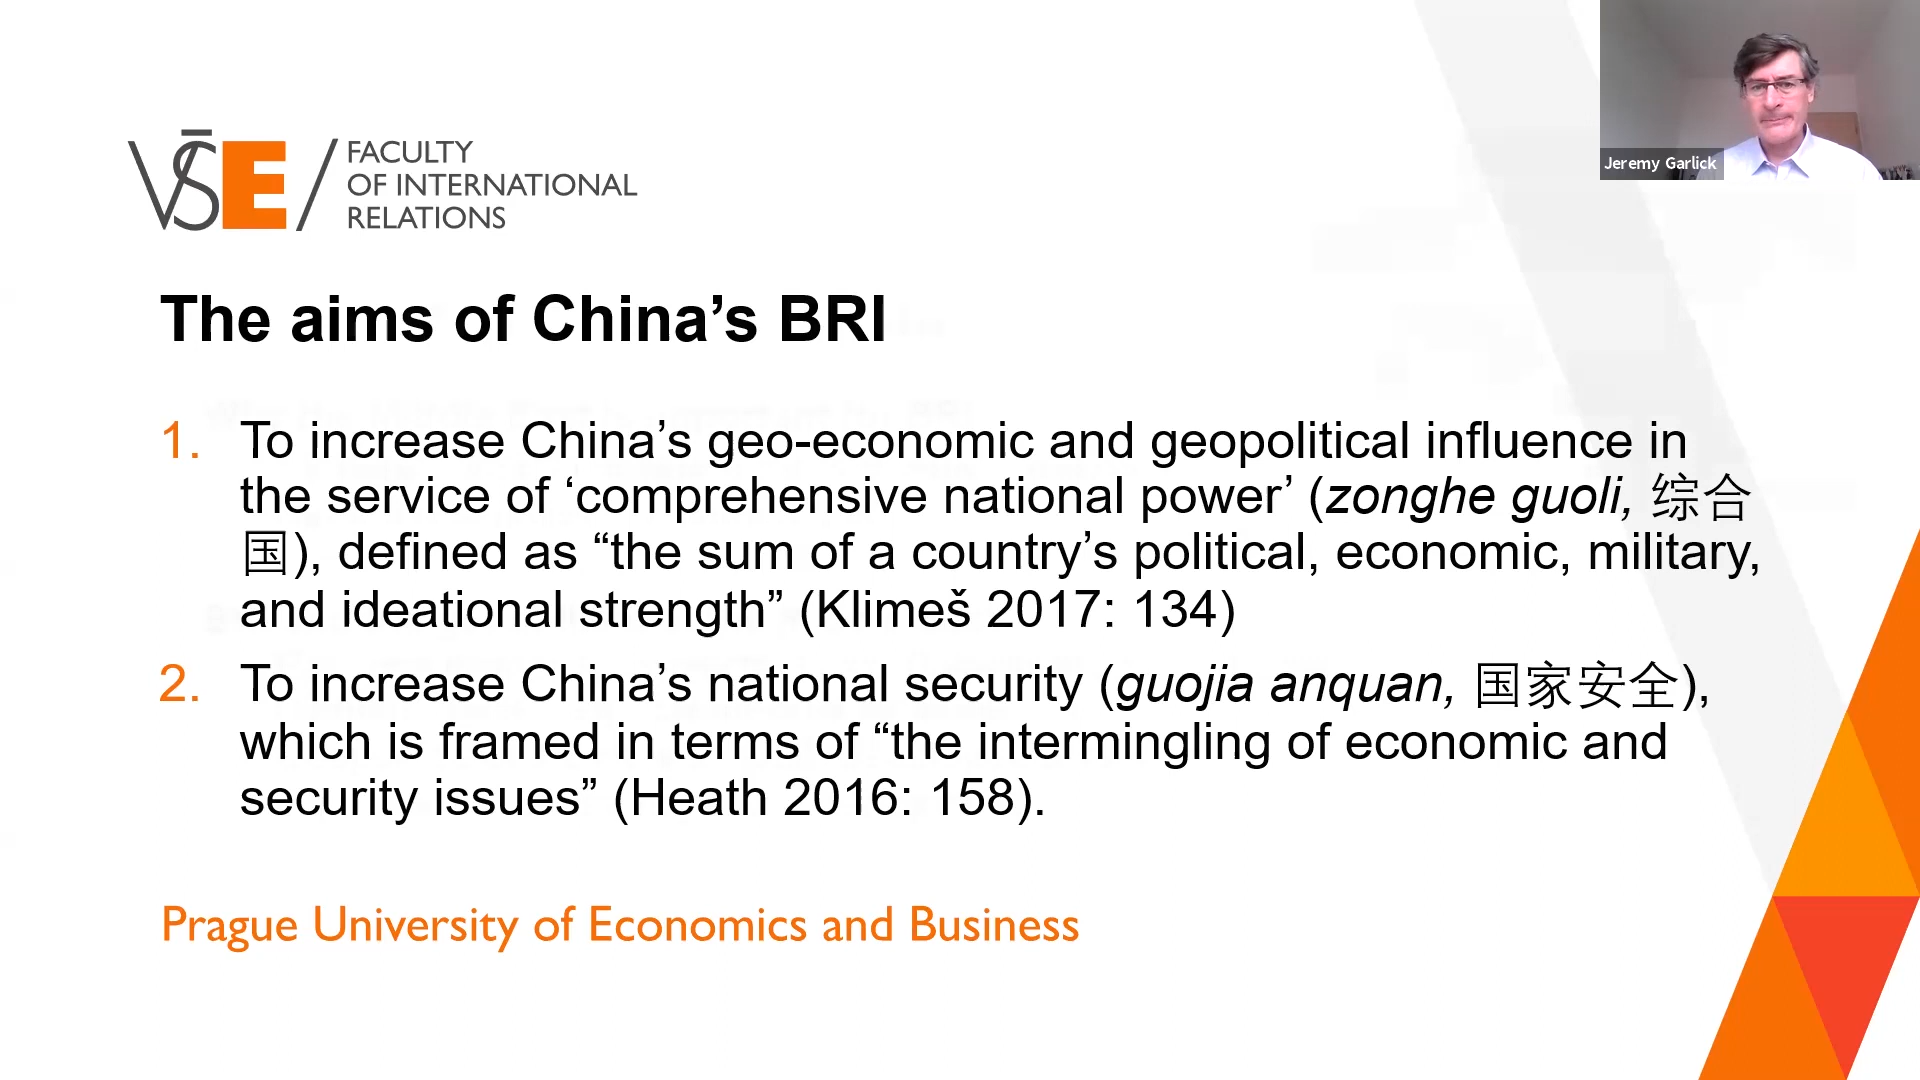 VŠE / FACULTY
OF INTERNATIONAL
RELATIONS
Jeremy Garlick
The aims of China’s BRI
1. To increase China’s geo-economic and geopolitical influence in
the service of ‘comprehensive national power’ (zonghe guoli, 综合
国), defined as “the sum of a country’s political, economic, military,
and ideational strength” (Klimeš 2017: 134)
2. To increase China’s national security (guojia anquan, 国家安全),
which is framed in terms of “the intermingling of economic and
security issues” (Heath 2016: 158).
Prague University of Economics and Business